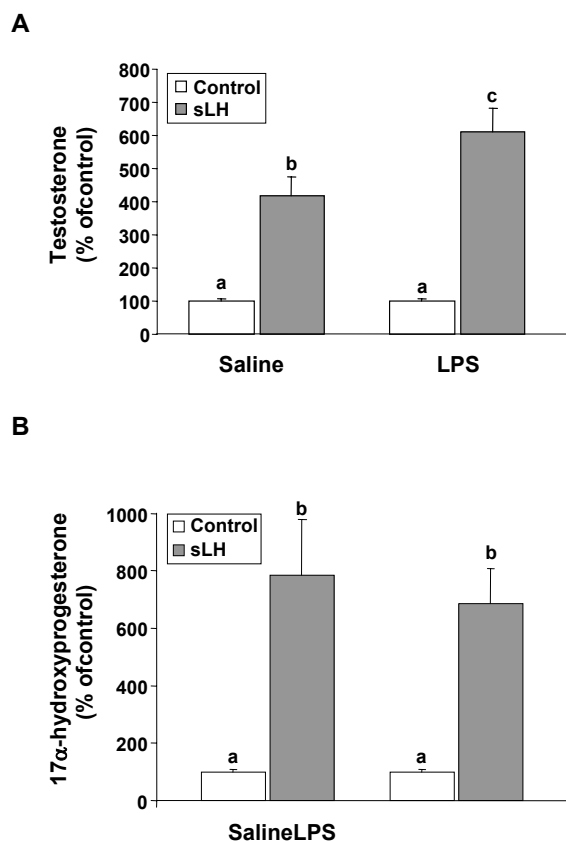 A
Testosterone
(% ofcontrol)
800
700
600
500
400
300
200
100
0
Control
sLH
a
b
a
c
Saline LPS
B
17α-hydroxyprogesterone
(% ofcontrol)
1000
800
600
400
200
0
Control
sLH
a
b
a
b
SalineLPS